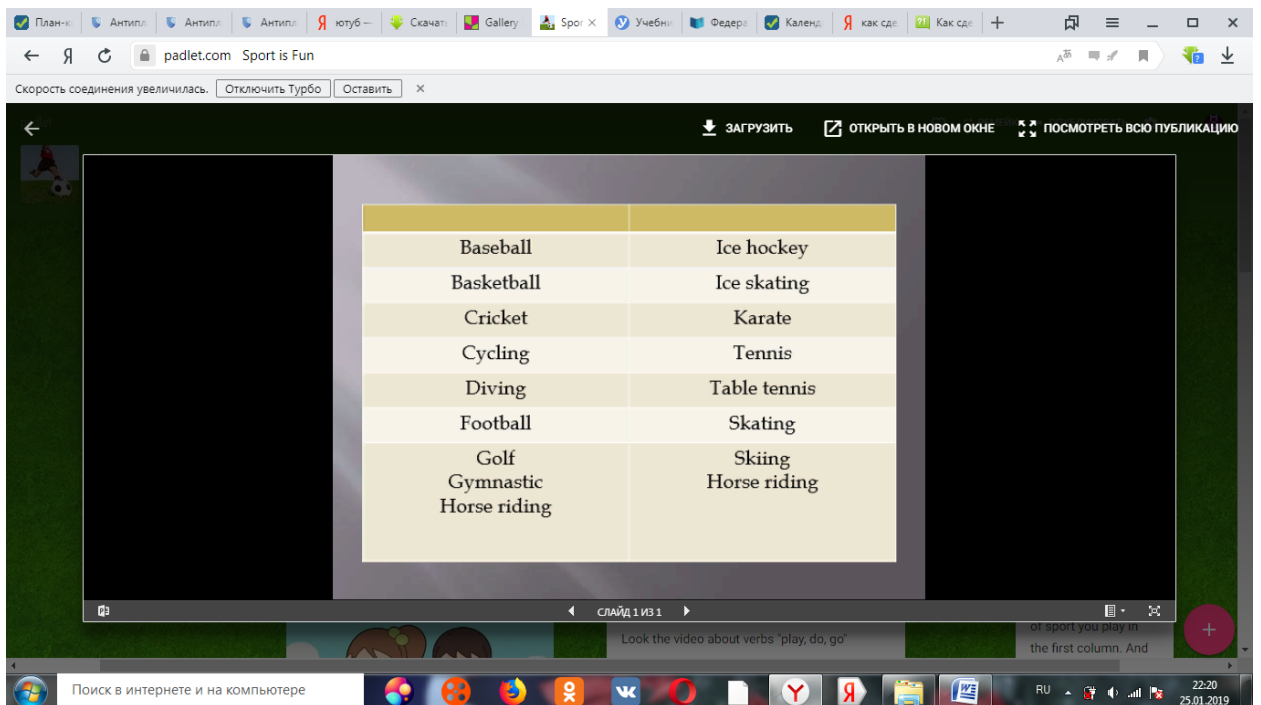 План-к
Антипл
Антипл
Антипл
Я ютуб –
Скачат
Gallery
Spor
Учебни
Федера
Календ
Я как сде
Как сде
Я padlet.com Sport is Fun
Скорость соединения увеличилась. Отключить Турбо Оставить
ЗАГРУЗИТЬ ОТКРЫТЬ В НОВОМ ОКНЕ ПОСМОТРЕТЬ ВСЮ ПУБЛИКАЦИЮ
Baseball Ice hockey
Basketball Ice skating
Cricket Karate
Cycling Tennis
Diving Table tennis
Football Skating
Golf Skiing
Gymnastic Horse riding
Horse riding
СЛАЙД 1 ИЗ 1
Look the video about verbs "play, do, go"
of sport you play in
the first column. And
Поиск в интернете и на компьютере
RU
22:20
25.01.2019